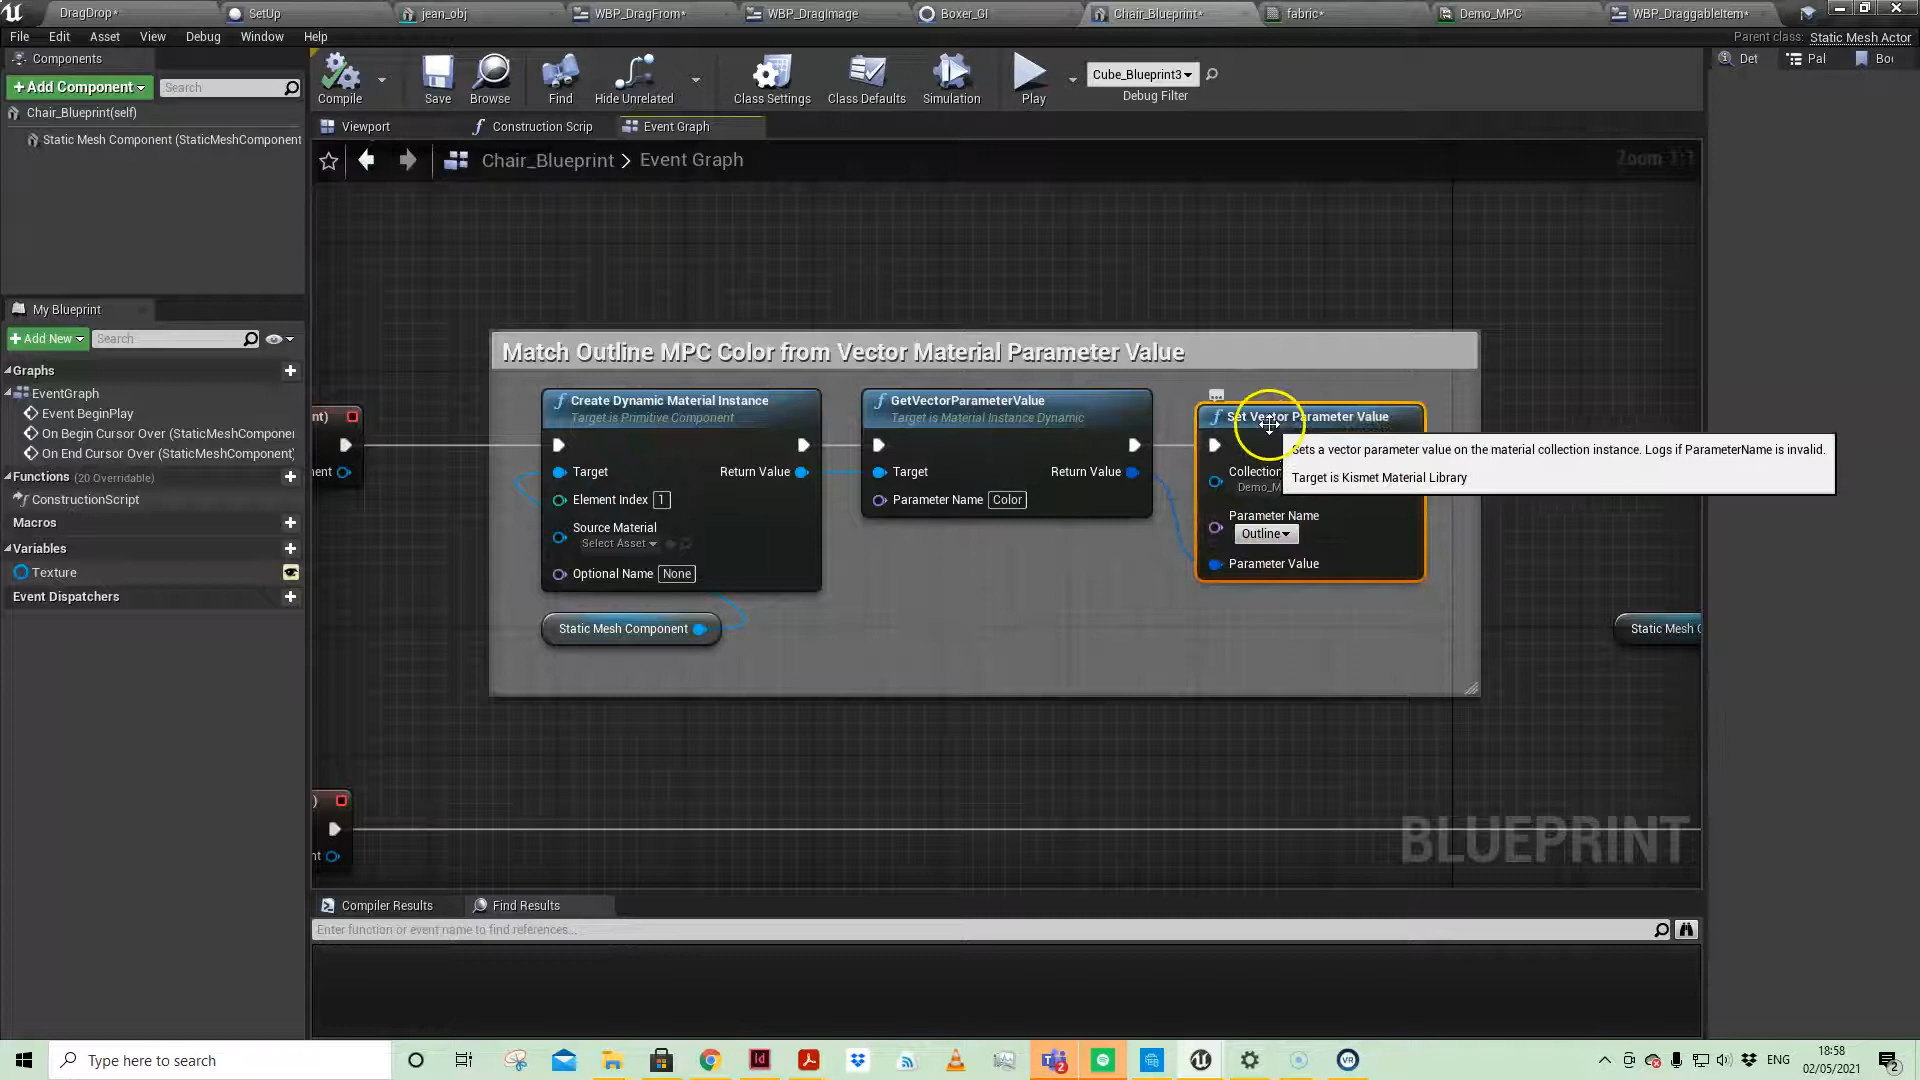 DragDrop*
SetUp
jean_obj
WBP_DragFrom*
WBP_DragImage
Boxer_GI
Chair_Blueprint*
fabric*
Demo_MPC
WBP_DraggableItem*
File Edit Asset View Debug Window Help
Parent class: Static Mesh Actor
Components
+Add Component
Search
Chair_Blueprint(self)
Static Mesh Component (StaticMeshComponent
Compile
Save
Browse
Find
Hide Unrelated
Class Settings
Class Defaults
Simulation
Play
Cube_Blueprint3
Debug Filter
Det
Pal
Viewport
Construction Scrip
Event Graph
Chair_Blueprint > Event Graph
Zoom 1:1
My Blueprint
+Add New
Search
Graphs
EventGraph
Event BeginPlay
On Begin Cursor Over (StaticMeshComponer
On End Cursor Over (StaticMeshComponent)
Functions (20 Overridable)
ConstructionScript
Macros
Variables
Texture
Event Dispatchers
Match Outline MPC Color from Vector Material Parameter Value
Create Dynamic Material Instance
Target is Primitive Component
Target
Return Value
Element Index 1
Source Material
Select Asset
Optional Name None
Static Mesh Component
GetVectorParameterValue
Target is Material Instance Dynamic
Target
Return Value
Parameter Name Color
Set Vector Parameter Value
Collection
Demo_M
Parameter Name
Outline
Parameter Value
Sets a vector parameter value on the material collection instance. Logs if ParameterName is invalid.
Target is Kismet Material Library
Static Mesh C
BLUEPRINT
Compiler Results
Find Results
Enter function or event name to find references...
Type here to search
ENG
18:58
02/05/2021